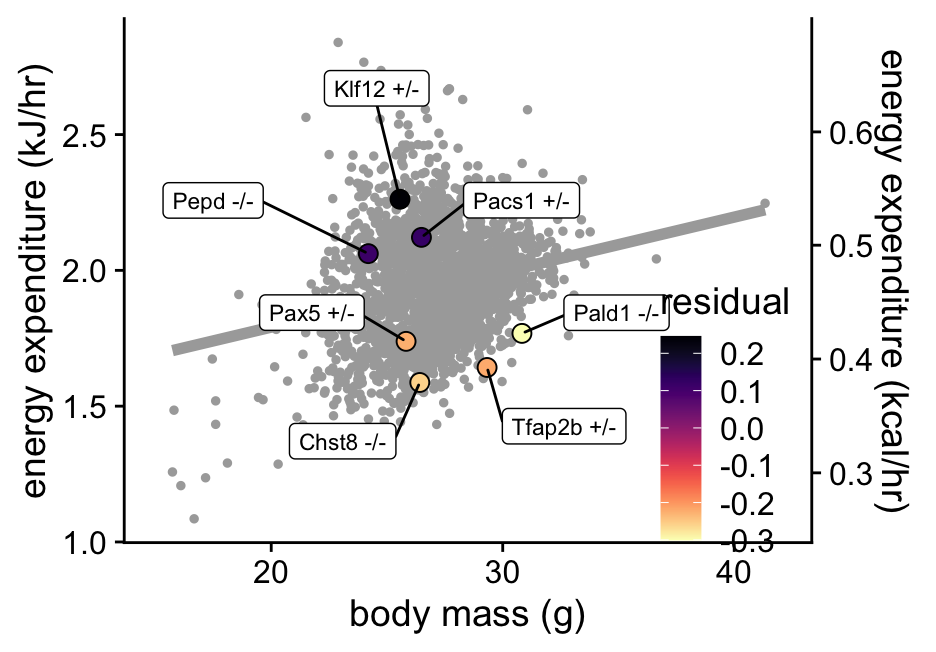 energy expenditure (kJ/hr)
2.5
2.0
1.5
1.0
Klf12 +/-
Pepd -/-
Pacs1 +/-
Pax5 +/-
Pald1 -/-
Chst8 -/-
Tfap2b +/-
residual
0.2
0.1
0.0
-0.1
-0.2
-0.3
0.6
0.5
0.4
0.3
energy expenditure (kcal/hr)
20
30
40
body mass (g)